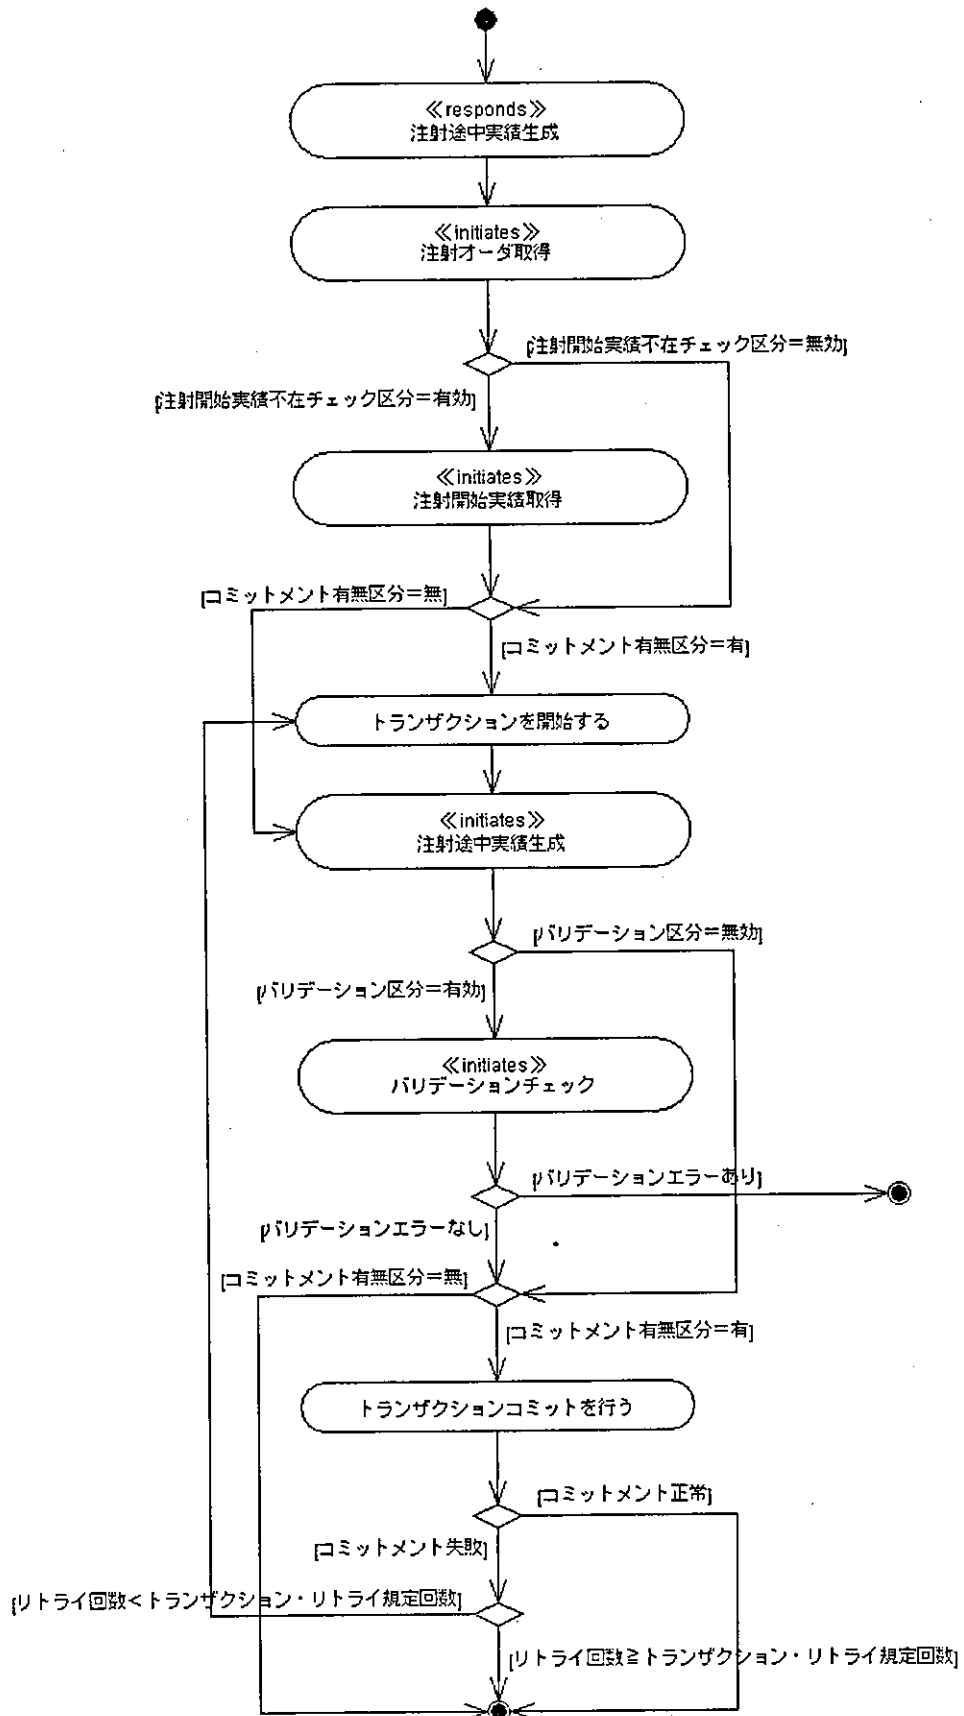 ≪responds≫
注射途中実績生成
≪initiates≫
注射オーダ取得
[注射開始実績不在チェック区分＝無効]
[注射開始実績不在チェック区分＝有効]
≪initiates≫
注射開始実績取得
[コミットメント有無区分＝無]
[コミットメント有無区分＝有]
トランザクションを開始する
≪initiates≫
注射途中実績生成
[バリデーション区分＝無効]
[バリデーション区分＝有効]
≪initiates≫
バリデーションチェック
[バリデーションエラーあり]
[バリデーションエラーなし]
[コミットメント有無区分＝無]
[コミットメント有無区分＝有]
トランザクションコミットを行う
[コミットメント正常]
[コミットメント失敗]
[リトライ回数＜トランザクション・リトライ規定回数]
[リトライ回数≧トランザクション・リトライ規定回数]